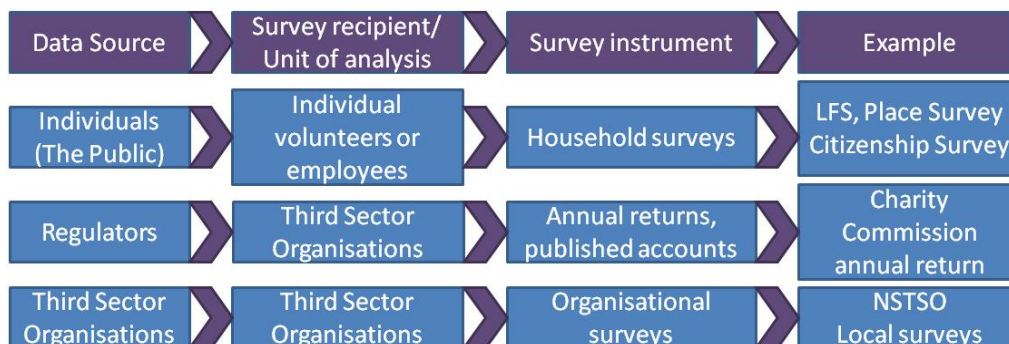 Data Source
Survey recipient/
Unit of analysis
Survey instrument
Example
Individuals
(The Public)
Individual
volunteers or
employees
Household surveys
LFS, Place Survey
Citizenship Survey
Regulators
Third Sector
Organisations
Annual returns,
published accounts
Charity
Commission
annual return
Third Sector
Organisations
Third Sector
Organisations
Organisational
surveys
NSTSO
Local surveys